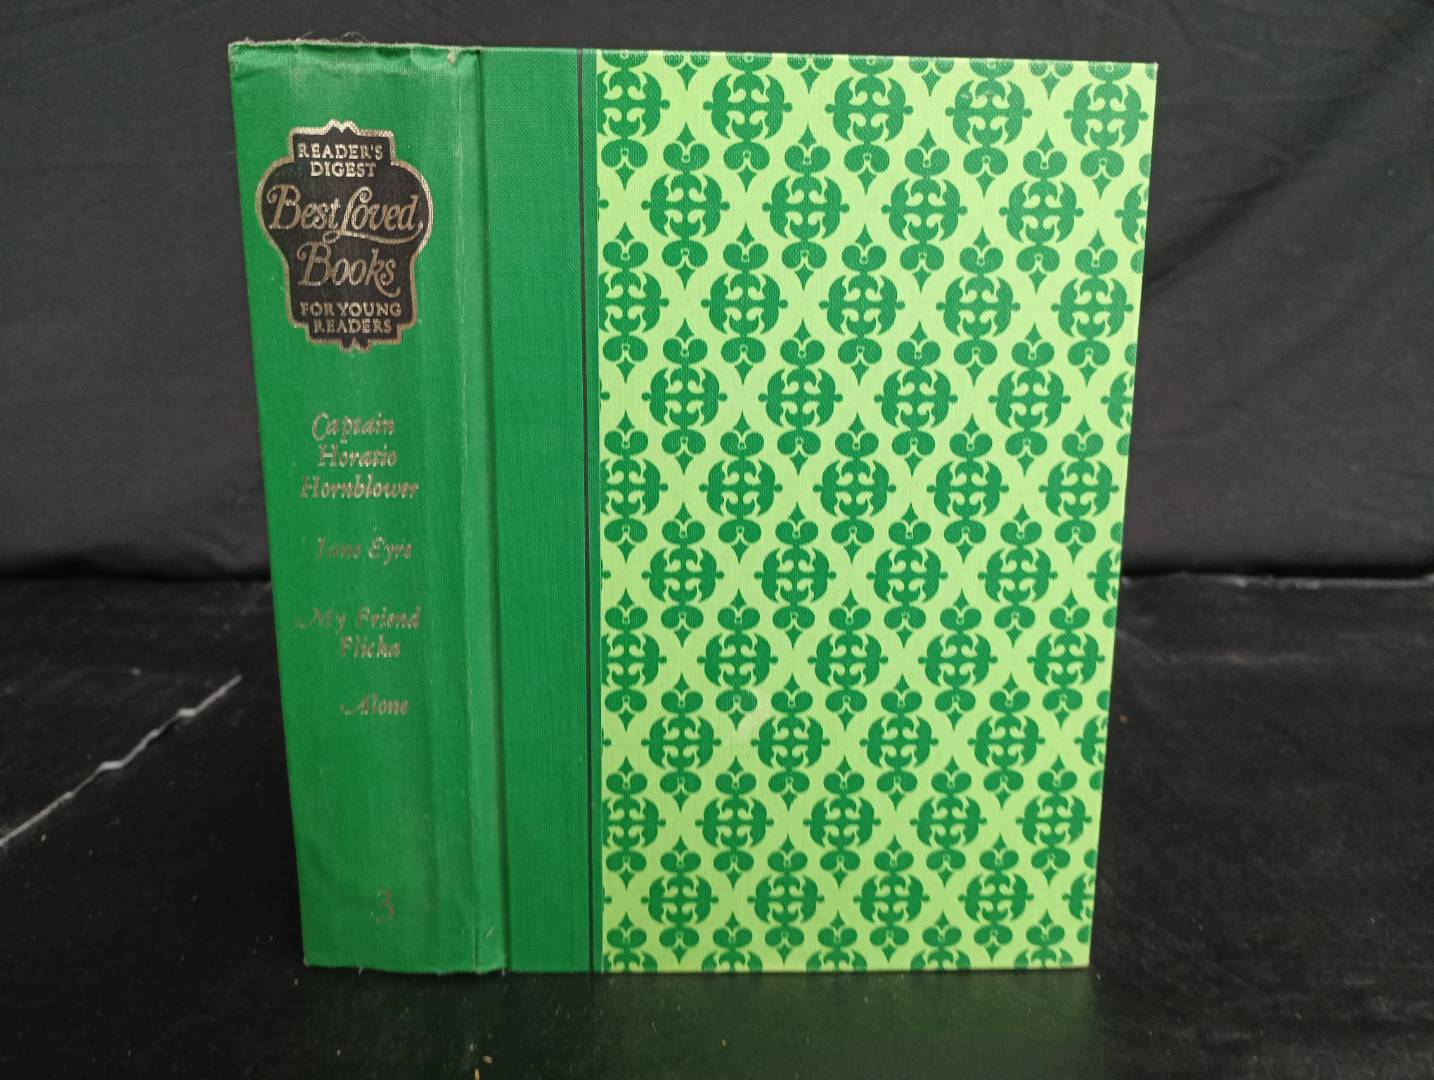 READER'S
DIGEST
Best Loved
Books
FOR YOUNG
READERS
Captain
Horatio
Hornblower
Jane Eyre
My Friend
Flicka
Alone
3